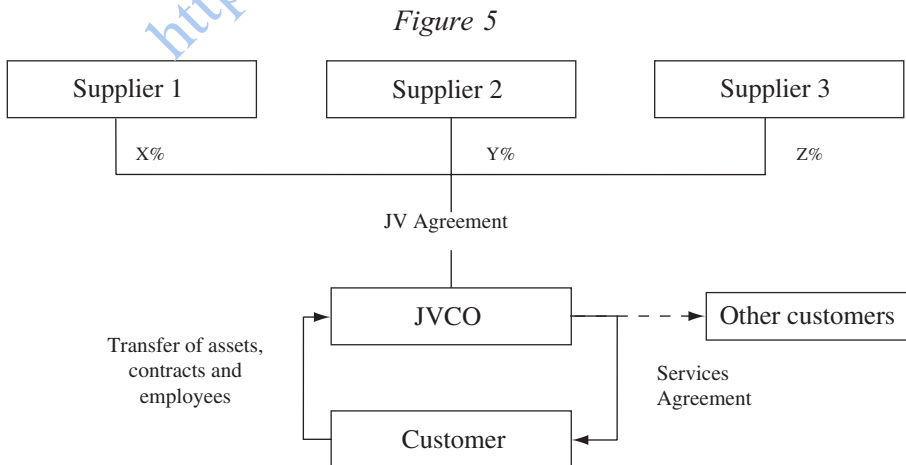 http
Figure 5
Supplier 1
Supplier 2
Supplier 3
X%
Y%
Z%
JV Agreement
JVCO
Other customers
Transfer of assets,
contracts and
employees
Services
Agreement
Customer